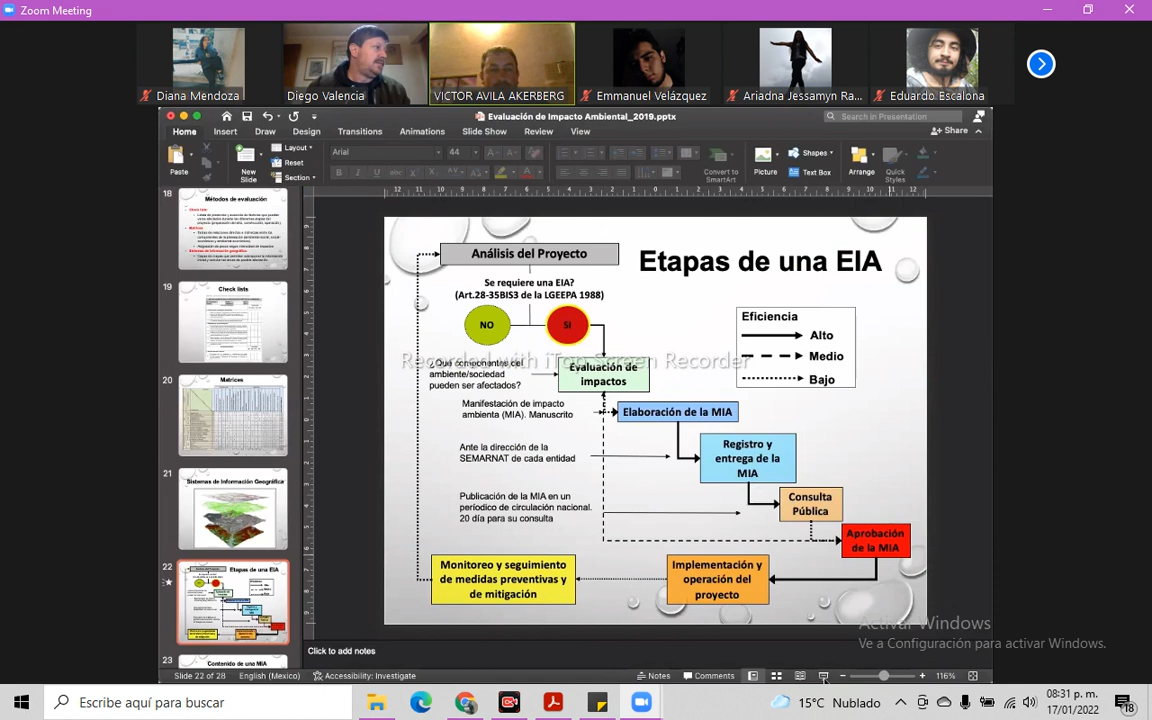 Zoom Meeting
Diana Mendoza
Diego Valencia
VICTOR AVILA AKERBERG
Emmanuel Velázquez
Ariadna Jessamyn Ra...
Eduardo Escalona
Evaluación de Impacto Ambiental_2019.pptx
Search in Presentation
Home
Insert
Draw
Design
Transitions
Animations
Slide Show
Review
View
Share
Paste
New
Slide
Layout
Reset
Section
Arial
44
Convert to
SmartArt
Picture
Shapes
Text Box
Arrange
Quick
Styles
18
Métodos de evaluación
19
Check lists
20
Matrices
21
Sistemas de Información Geográfica
22
Etapas de una EIA
23
Contenido de una MIA
Etapas de una EIA
Análisis del Proyecto
Se requiere una EIA?
(Art.28-35BIS3 de la LGEEPA 1988)
NO
SI
Eficiencia
Alto
Medio
Bajo
Recorded with iTop Screen Recorder
¿Qué componentes del
ambiente/sociedad
pueden ser afectados?
Evaluación de
impactos
Manifestación de impacto
ambienta (MIA). Manuscrito
Elaboración de la MIA
Ante la dirección de la
SEMARNAT de cada entidad
Registro y
entrega de la
MIA
Publicación de la MIA en un
periodico de circulación nacional.
20 día para su consulta
Consulta
Pública
Aprobación
de la MIA
Monitoreo y seguimiento
de medidas preventivas y
de mitigación
Implementación y
operación del
proyecto
Activar Windows
Ve a Configuración para activar Windows.
Click to add notes
Slide 22 of 28
English (Mexico)
Accessibility: Investigate
Notes
Comments
116%
Escribe aquí para buscar
15°C Nublado
08:31 p. m.
17/01/2022
18